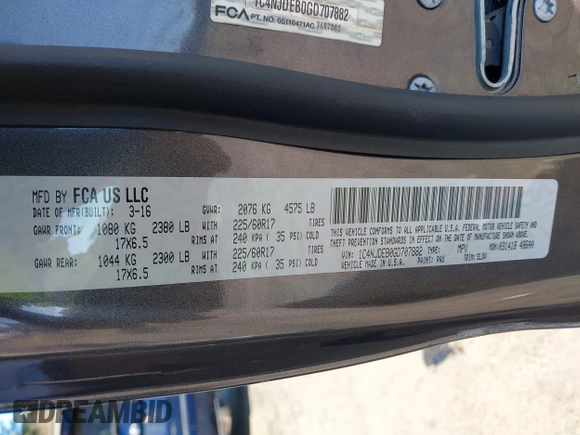 1C4NJDEB0GD707882
FCA PT. NO. 05116471AC
MFD BY FCA US LLC
DATE OF MFR(BUILT): 3-16 GVWR: 2076 KG 4575 LB
GAWR FRONT: 1080 KG 2380 LB 225/60R17 TIRES
17X6.5 RIMS AT 240 KPA ( 35 PSI) COLD
GAWR REAR: 1044 KG 2300 LB 225/60R17 TIRES
17X6.5 RIMS AT 240 KPA ( 35 PSI) COLD
THIS VEHICLE CONFORMS TO ALL APPLICABLE U.S.A. FEDERAL MOTOR VEHICLE SAFETY AND
THEFT PREVENTION STANDARDS IN EFFECT ON THE DATE OF MANUFACTURE SHOWN ABOVE.
VIN: 1C4NJDEB0GD707882 TYPE: MPV MDH: 031418
VEHICLE MADE IN U.S.A. PAINT: PAU TRIM:
DREAMBID